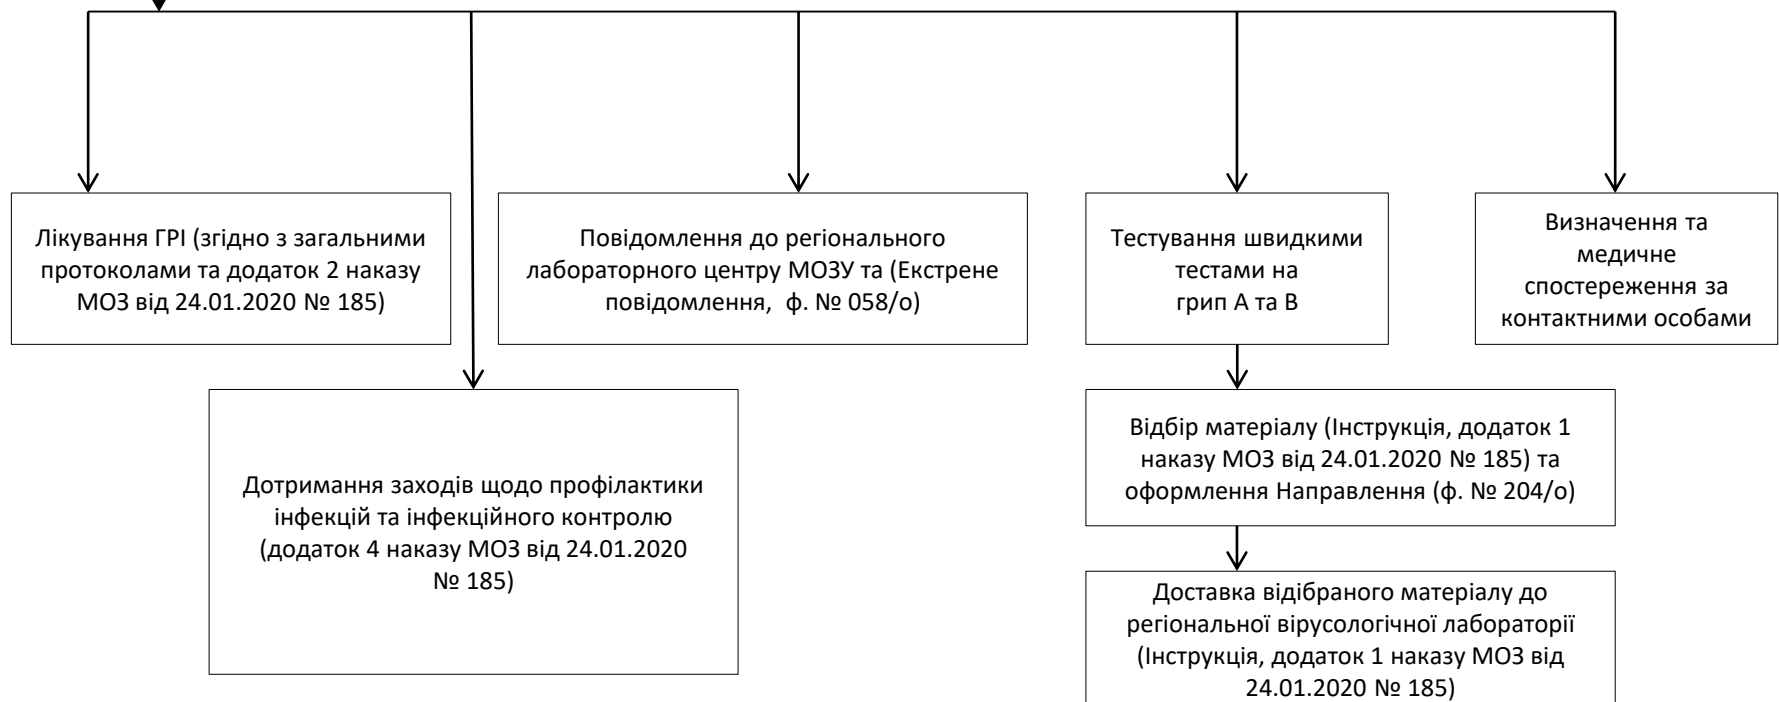 Лікування ГРІ (згідно з загальними
протоколами та додаток 2 наказу
МОЗ від 24.01.2020 № 185)
Повідомлення до регіонального
лабораторного центру МОЗУ та (Екстрене
повідомлення, ф. № 058/о)
Тестування швидкими
тестами на
грип А та В
Визначення та
медичне
спостереження за
контактними особами
Дотримання заходів щодо профілактики
інфекцій та інфекційного контролю
(додаток 4 наказу МОЗ від 24.01.2020
№ 185)
Відбір матеріалу (Інструкція, додаток 1
наказу МОЗ від 24.01.2020 № 185) та
оформлення Направлення (ф. № 204/о)
Доставка відібраного матеріалу до
регіональної вірусологічної лабораторії
(Інструкція, додаток 1 наказу МОЗ від
24.01.2020 № 185)